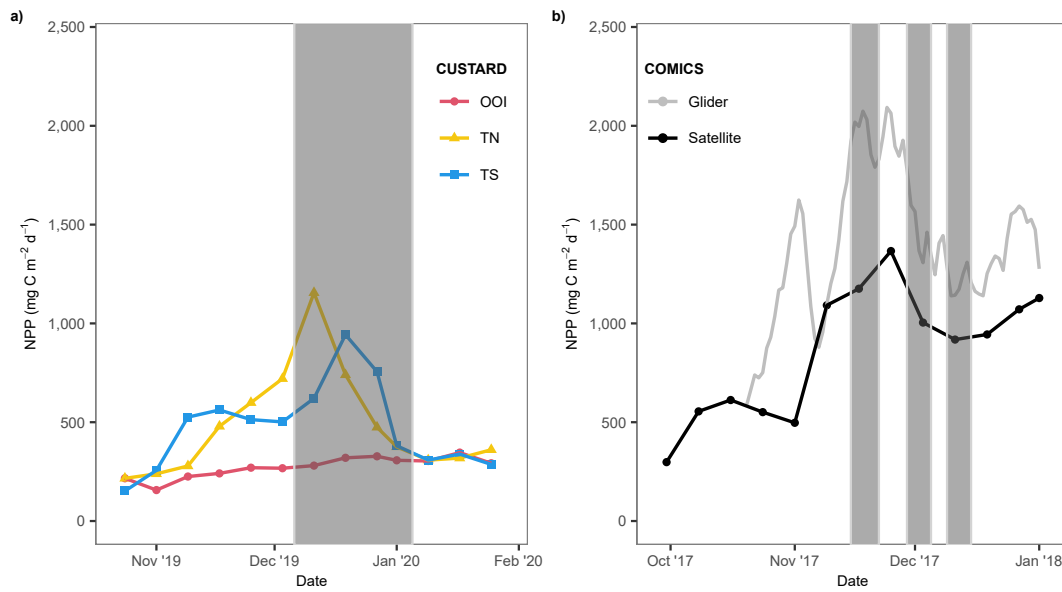 a)
2,500
2,000
1,500
1,000
500
0
NPP (mg C m⁻² d⁻¹)
CUSTARD
OOI
TN
TS
Nov '19
Dec '19
Jan '20
Feb '20
Date
b)
2,500
2,000
1,500
1,000
500
0
NPP (mg C m⁻² d⁻¹)
COMICS
Glider
Satellite
Oct '17
Nov '17
Dec '17
Jan '18
Date